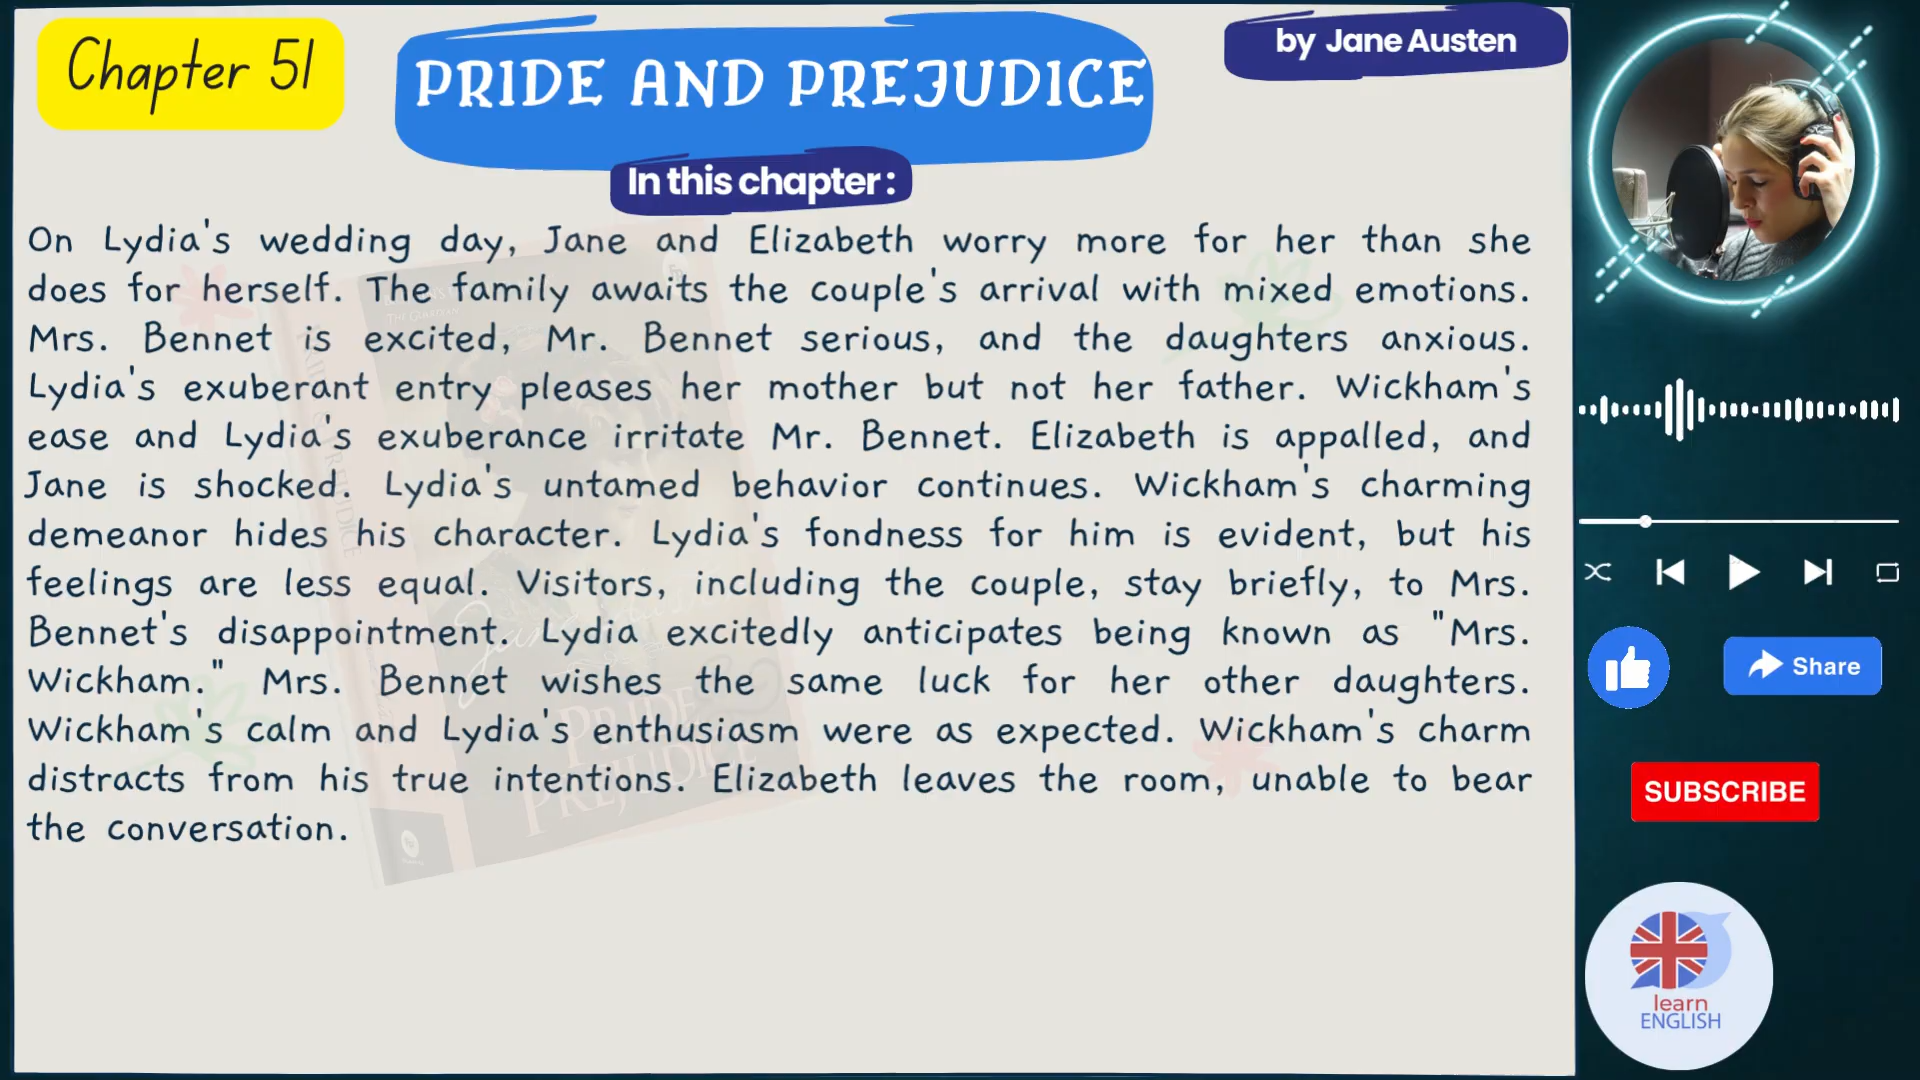 Chapter 51
PRIDE AND PREJUDICE
by Jane Austen
In this chapter :
On Lydia's wedding day, Jane and Elizabeth worry more for her than she
does for herself. The family awaits the couple's arrival with mixed emotions.
Mrs. Bennet is excited, Mr. Bennet serious, and the daughters anxious.
Lydia's exuberant entry pleases her mother but not her father. Wickham's
ease and Lydia's exuberance irritate Mr. Bennet. Elizabeth is appalled, and
Jane is shocked. Lydia's untamed behavior continues. Wickham's charming
demeanor hides his character. Lydia's fondness for him is evident, but his
feelings are less equal. Visitors, including the couple, stay briefly, to Mrs.
Bennet's disappointment. Lydia excitedly anticipates being known as "Mrs.
Wickham." Mrs. Bennet wishes the same luck for her other daughters.
Wickham's calm and Lydia's enthusiasm were as expected. Wickham's charm
distracts from his true intentions. Elizabeth leaves the room, unable to bear
the conversation.
PRIDE
PREJUDICE
Share
SUBSCRIBE
learn
ENGLISH